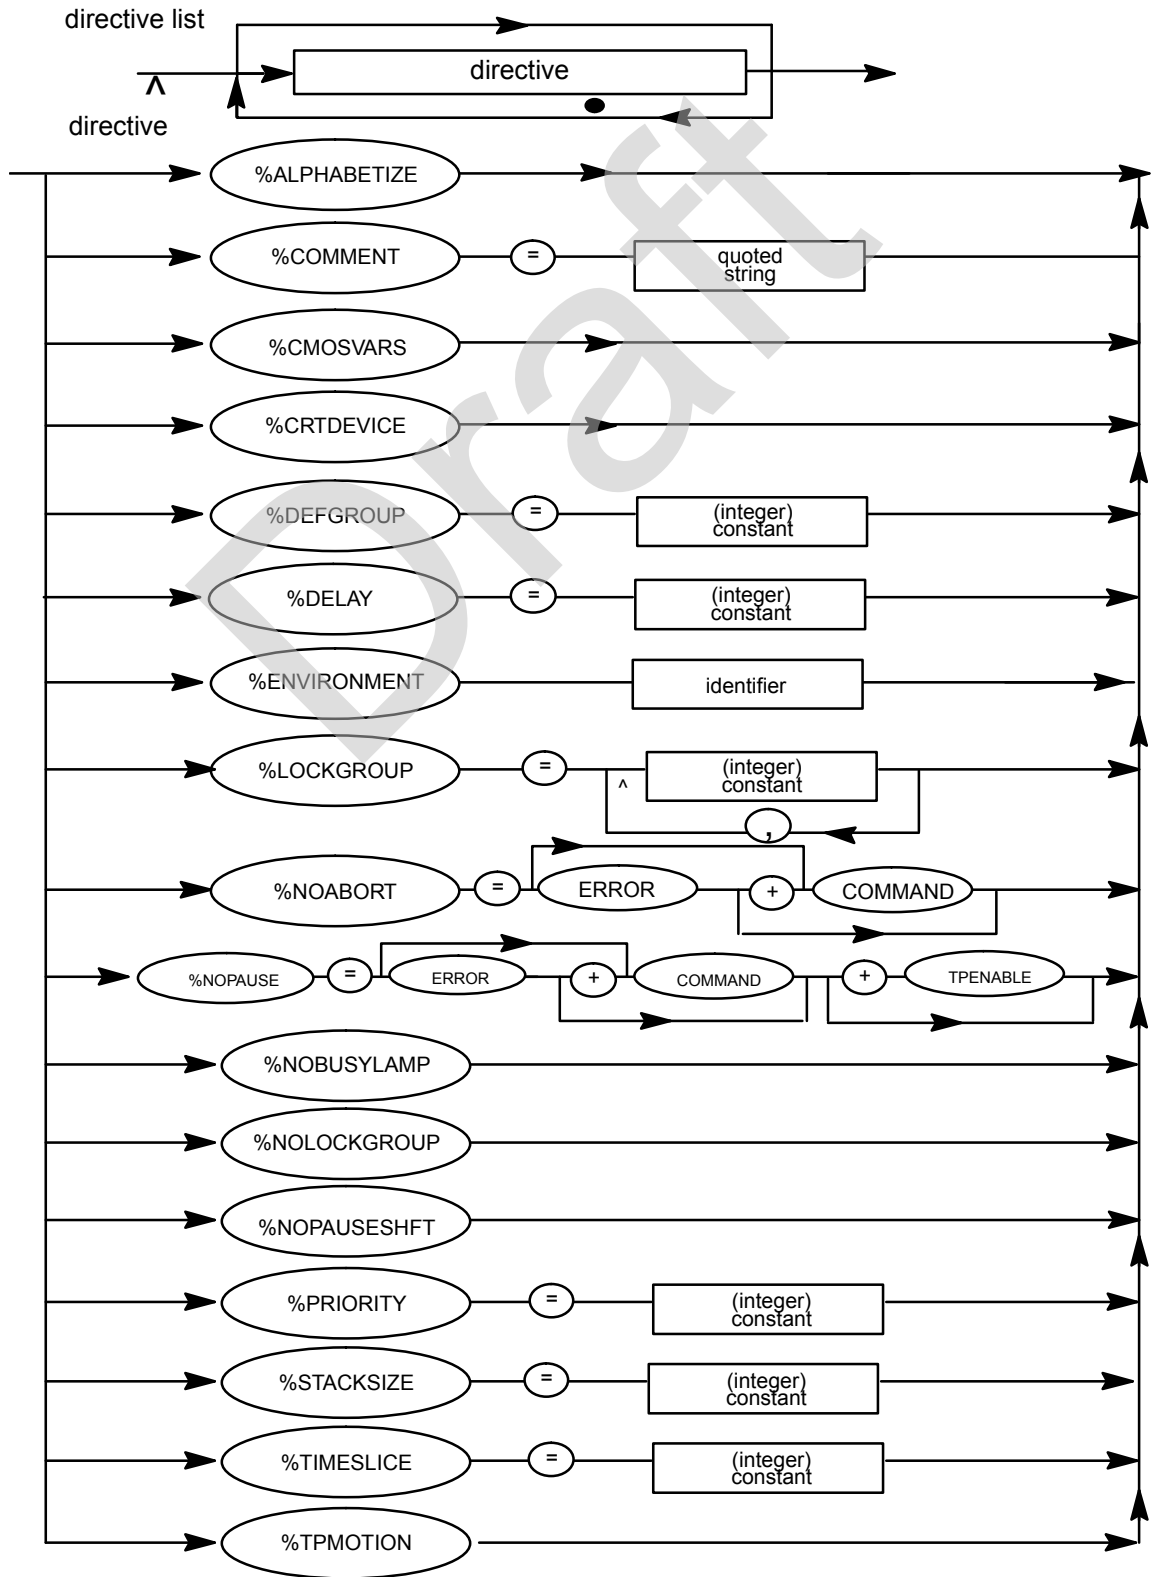 directive list
directive
^
directive
%ALPHABETIZE
%COMMENT = quoted
string
%CMOSVARS
%CRTDEVICE
%DEFGROUP = (integer)
constant
%DELAY = (integer)
constant
%ENVIRONMENT identifier
%LOCKGROUP = ^ (integer)
constant
,
%NOABORT = ERROR + COMMAND
%NOPAUSE = ERROR + COMMAND + TPENABLE
%NOBUSYLAMP
%NOLOCKGROUP
%NOPAUSESHFT
%PRIORITY = (integer)
constant
%STACKSIZE = (integer)
constant
%TIMESLICE = (integer)
constant
%TPMOTION
Draft